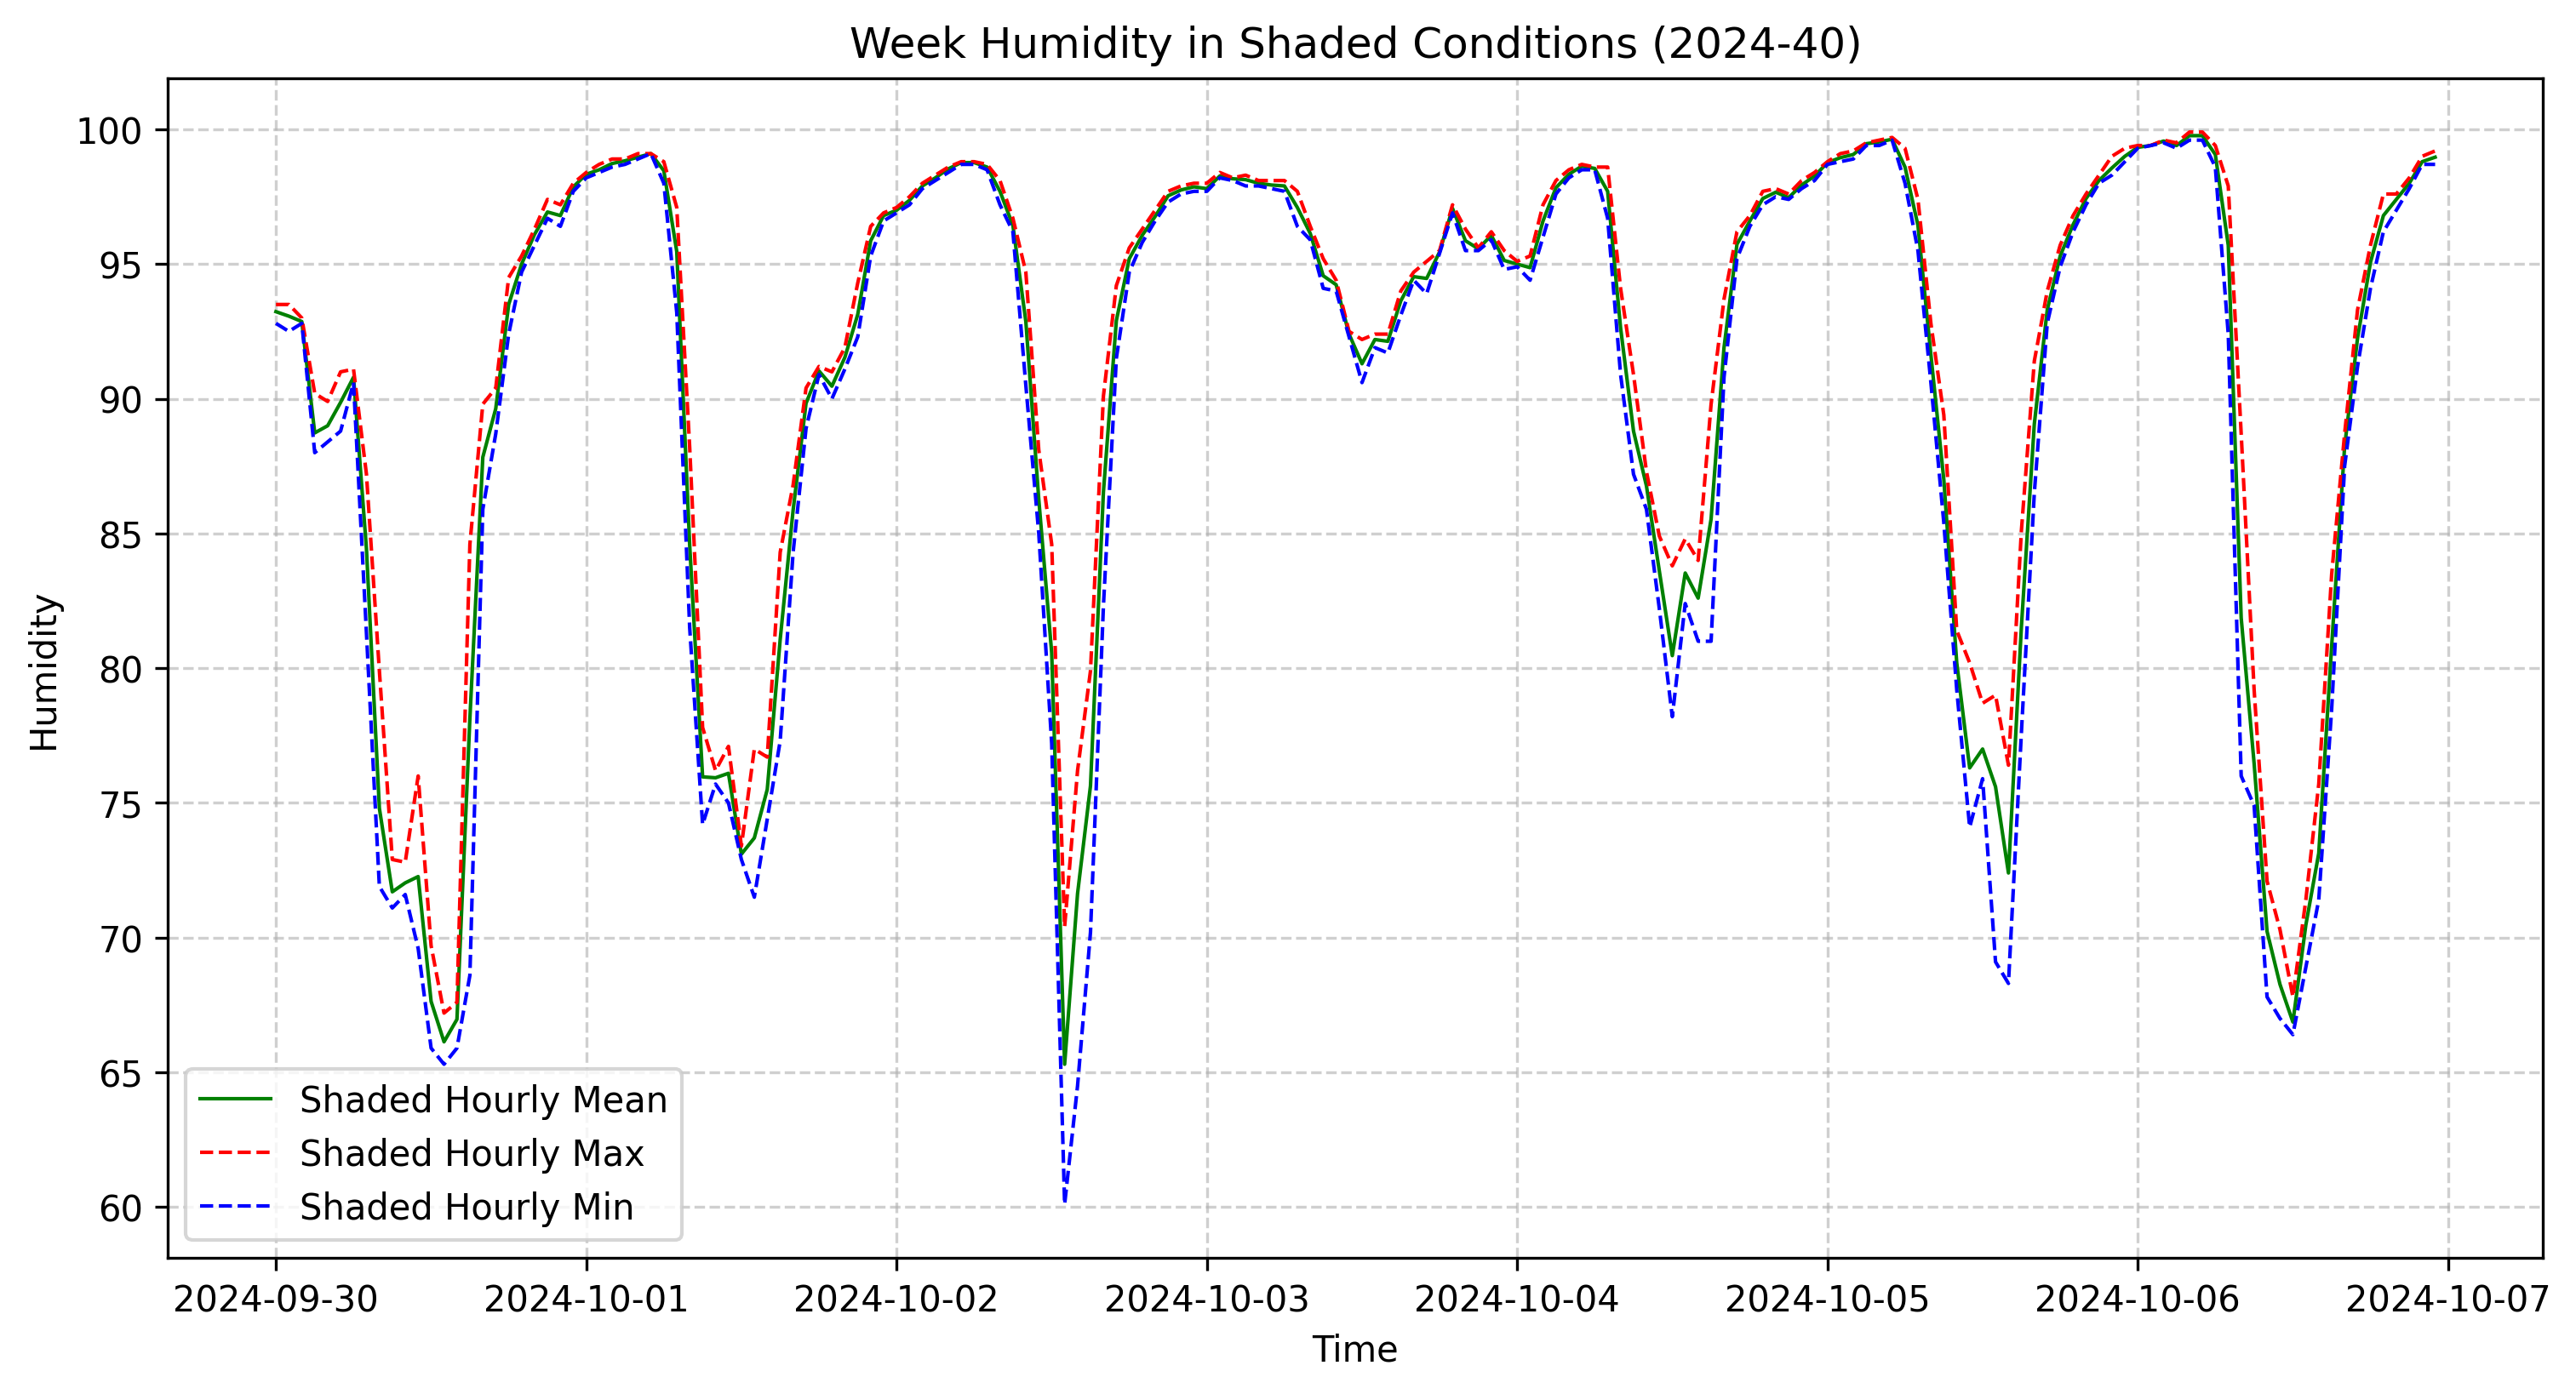 Week Humidity in Shaded Conditions (2024-40)
100
95
90
85
80
75
70
65
60
Humidity
Shaded Hourly Mean
Shaded Hourly Max
Shaded Hourly Min
2024-09-30 2024-10-01 2024-10-02 2024-10-03 2024-10-04 2024-10-05 2024-10-06 2024-10-07
Time